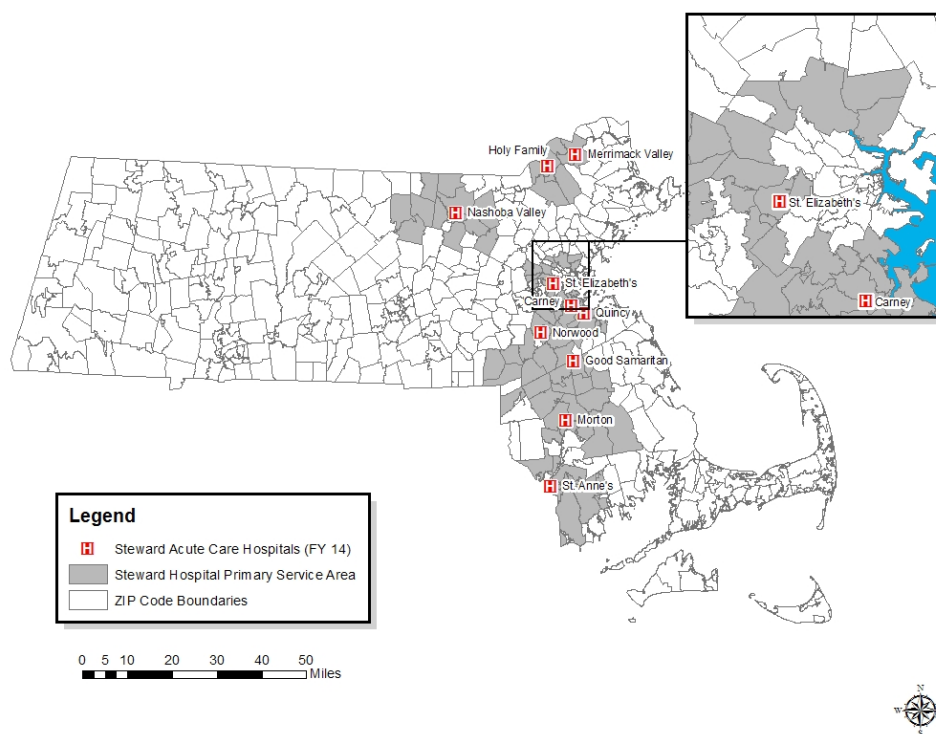 Holy Family
H
H
Merrimack Valley
H
Nashoba Valley
H
St. Elizabeth's
Carney
H
H
Quincy
H
Norwood
H
Good Samaritan
H
Morton
H
St. Anne's
H
St. Elizabeth's
H
Carney
Legend
H
Steward Acute Care Hospitals (FY 14)
Steward Hospital Primary Service Area
ZIP Code Boundaries
0 5 10 20 30 40 50
Miles
N
W
S